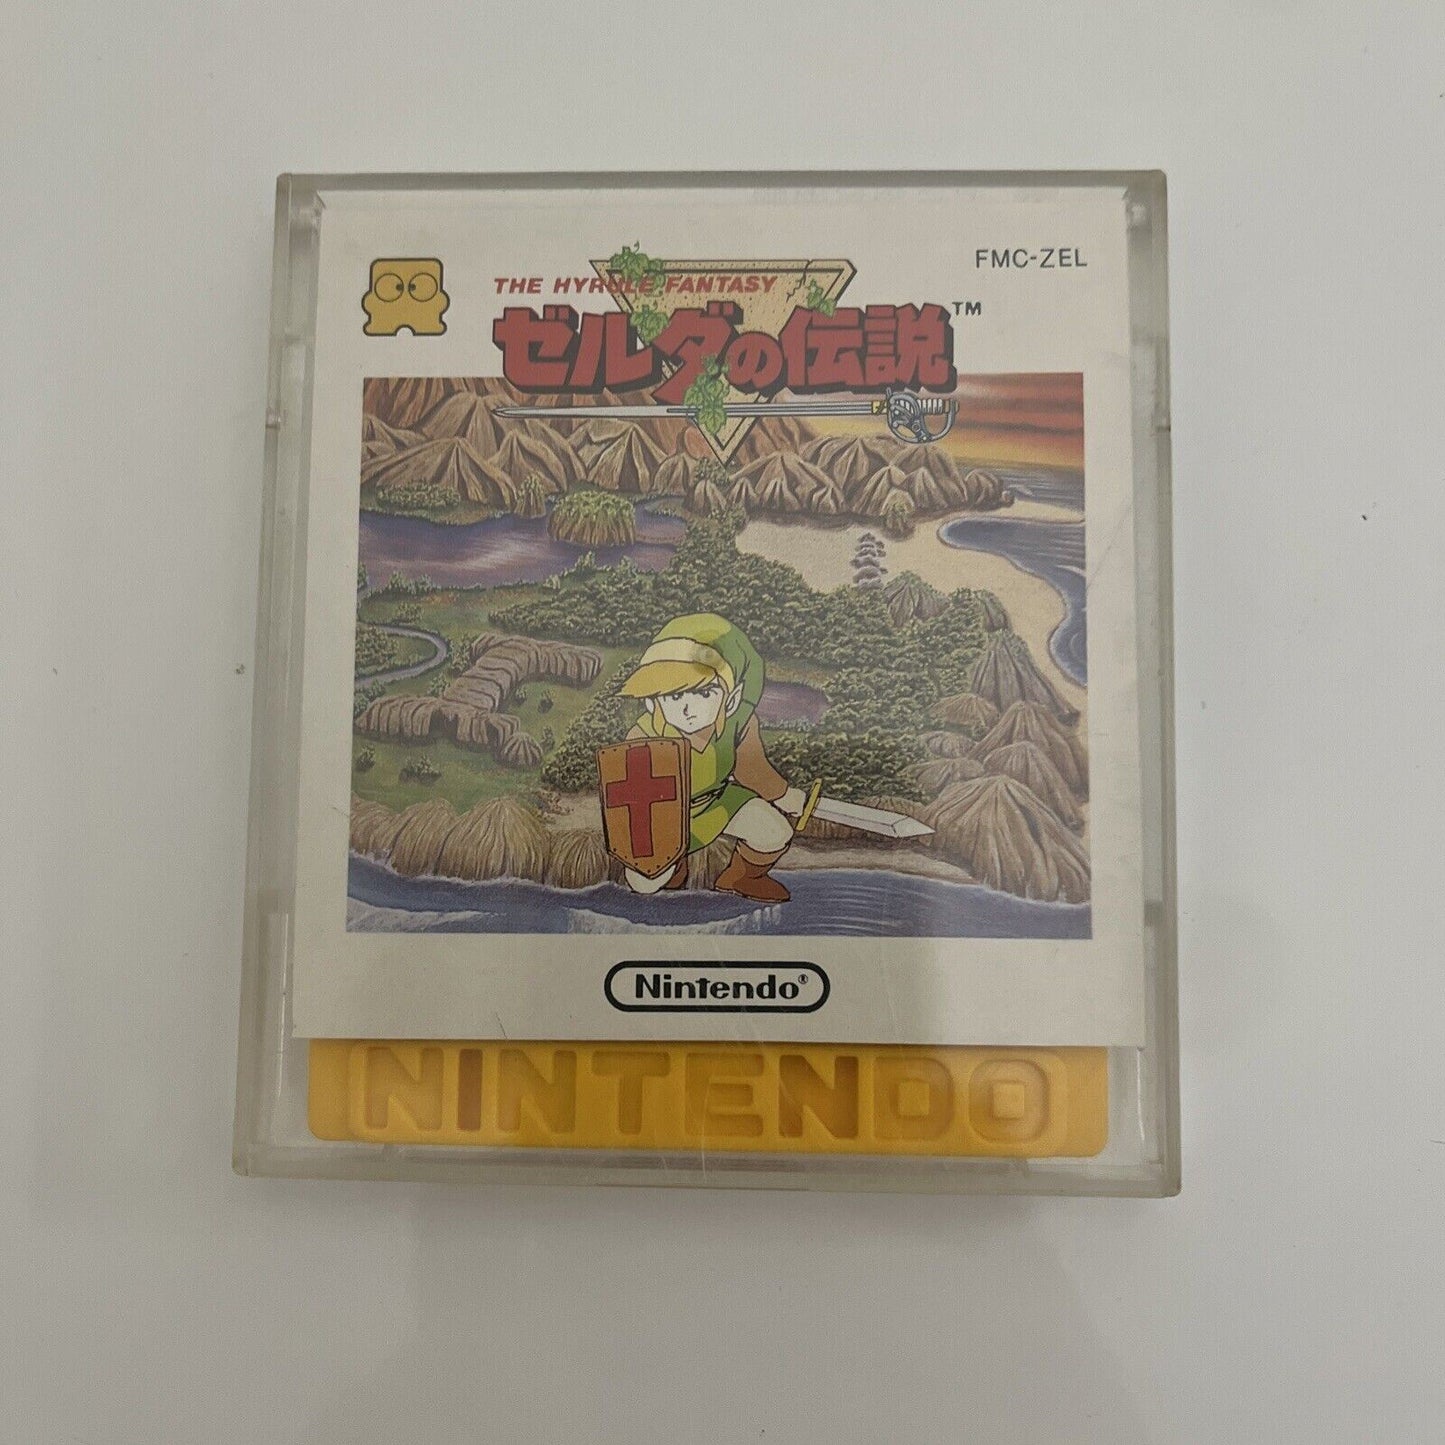 FMC-ZEL
THE HYRULE FANTASY
ゼルダの伝説™
Nintendo®
NINTENDO